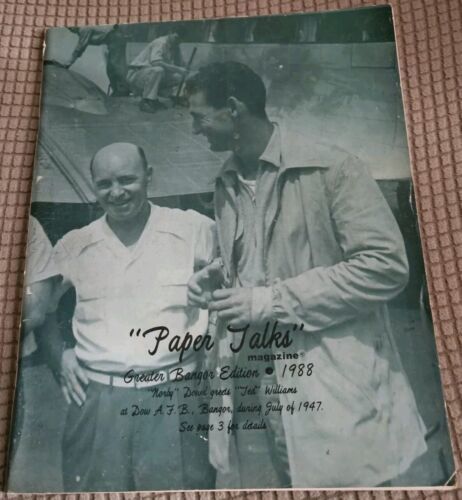 "Paper Talks"
magazine®
Greater Bangor Edition • 1988
"Norby" Dowd greets "Ted" Williams
at Dow A.F.B., Bangor, during July of 1947.
See page 3 for details